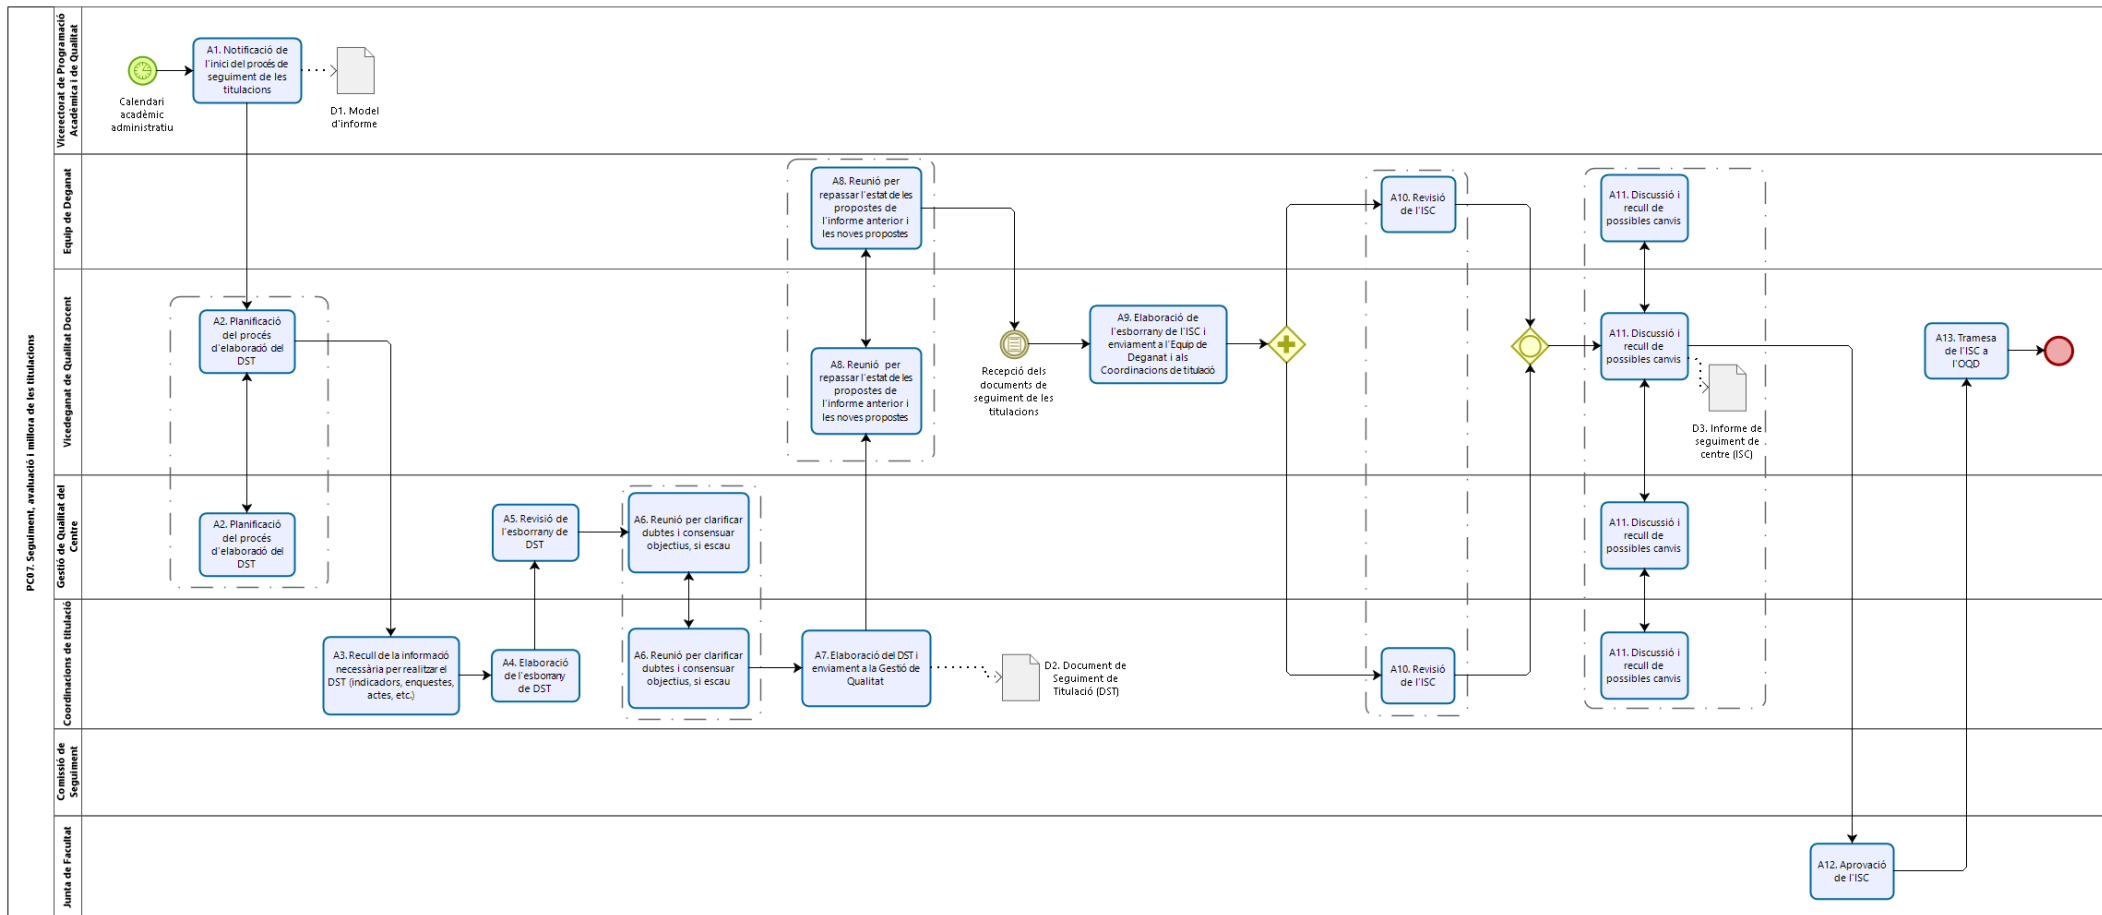 PC07. Seguiment, avaluació i millora de les titulacions
Vicerectorat de Programació
Acadèmica i de Qualitat
Calendari
acadèmic
administratiu
A1. Notificació de
l'inici del procés de
seguiment de les
titulacions
D1. Model
d'informe
Equip de Deganat
A8. Reunió per
repassar l'estat de les
propostes de
l'informe anterior i
les noves propostes
A10. Revisió
de l'ISC
A11. Discussió i
recull de
possibles canvis
Vicedeganat de Qualitat Docent
A2. Planificació
del procés
d'elaboració del
DST
A8. Reunió per
repassar l'estat de les
propostes de
l'informe anterior i
les noves propostes
Recepció dels
documents de
seguiment de les
titulacions
A9. Elaboració de
l'esborrany de l'ISC i
enviament a l'Equip de
Deganat i als
Coordinacions de titulació
A11. Discussió i
recull de
possibles canvis
D3. Informe de
seguiment de
centre (ISC)
A13. Tramesa
de l'ISC a
l'OQD
Gestió de Qualitat del
Centre
A2. Planificació
del procés
d'elaboració del
DST
A5. Revisió de
l'esborrany de
DST
A6. Reunió per clarificar
dubtes i consensuar
objectius, si escau
A11. Discussió i
recull de
possibles canvis
Coordinacions de titulació
A3. Recull de la informació
necessària per realitzar el
DST (indicadors, enquestes,
actes, etc.)
A4. Elaboració
de l'esborrany
de DST
A6. Reunió per clarificar
dubtes i consensuar
objectius, si escau
A7. Elaboració del DST i
enviament a la Gestió de
Qualitat
D2. Document de
Seguiment de
Titulació (DST)
A10. Revisió
de l'ISC
A11. Discussió i
recull de
possibles canvis
Comissió de
Seguiment
Junta de Facultat
A12. Aprovació
de l'ISC